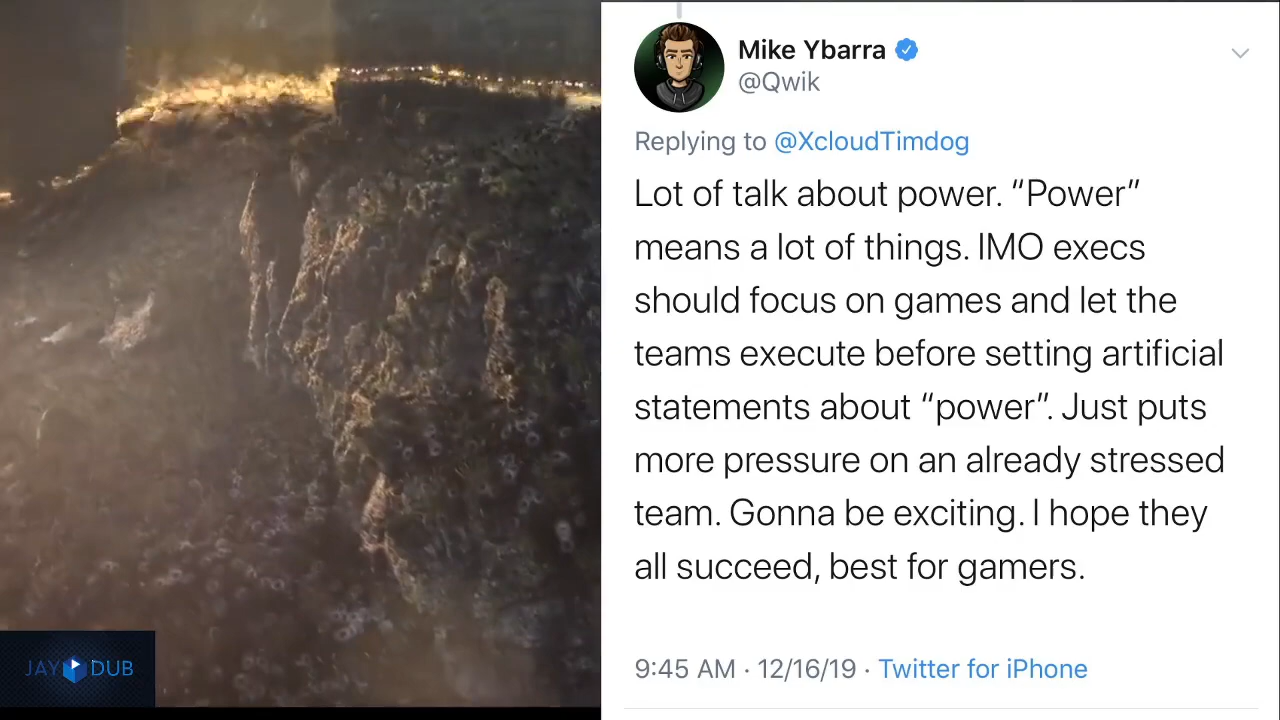 Mike Ybarra
@Qwik
Replying to @XcloudTimdog
Lot of talk about power. “Power”
means a lot of things. IMO execs
should focus on games and let the
teams execute before setting artificial
statements about “power”. Just puts
more pressure on an already stressed
team. Gonna be exciting. I hope they
all succeed, best for gamers.
9:45 AM · 12/16/19 · Twitter for iPhone
JAY DUB